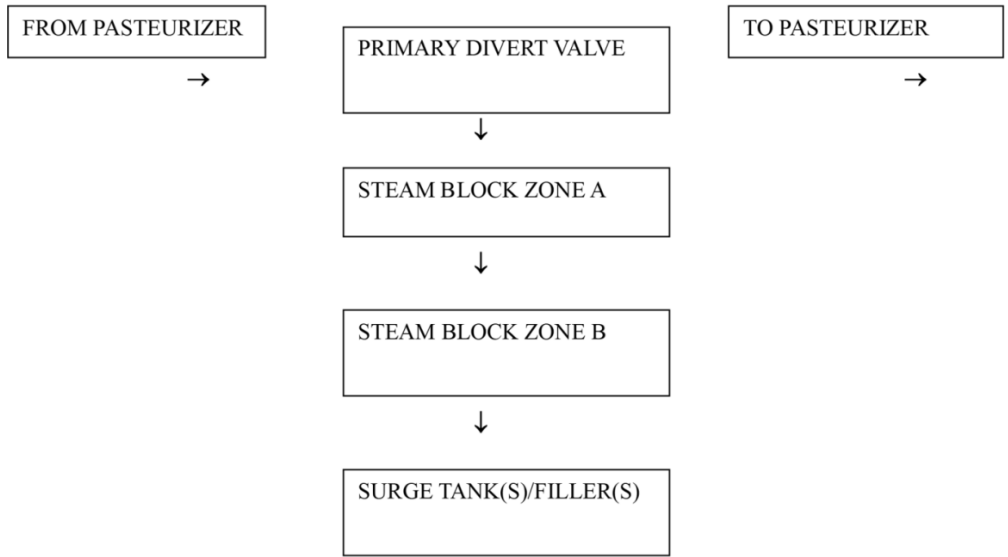 FROM PASTEURIZER
PRIMARY DIVERT VALVE
TO PASTEURIZER
→
→
↓
STEAM BLOCK ZONE A
↓
STEAM BLOCK ZONE B
↓
SURGE TANK(S)/FILLER(S)